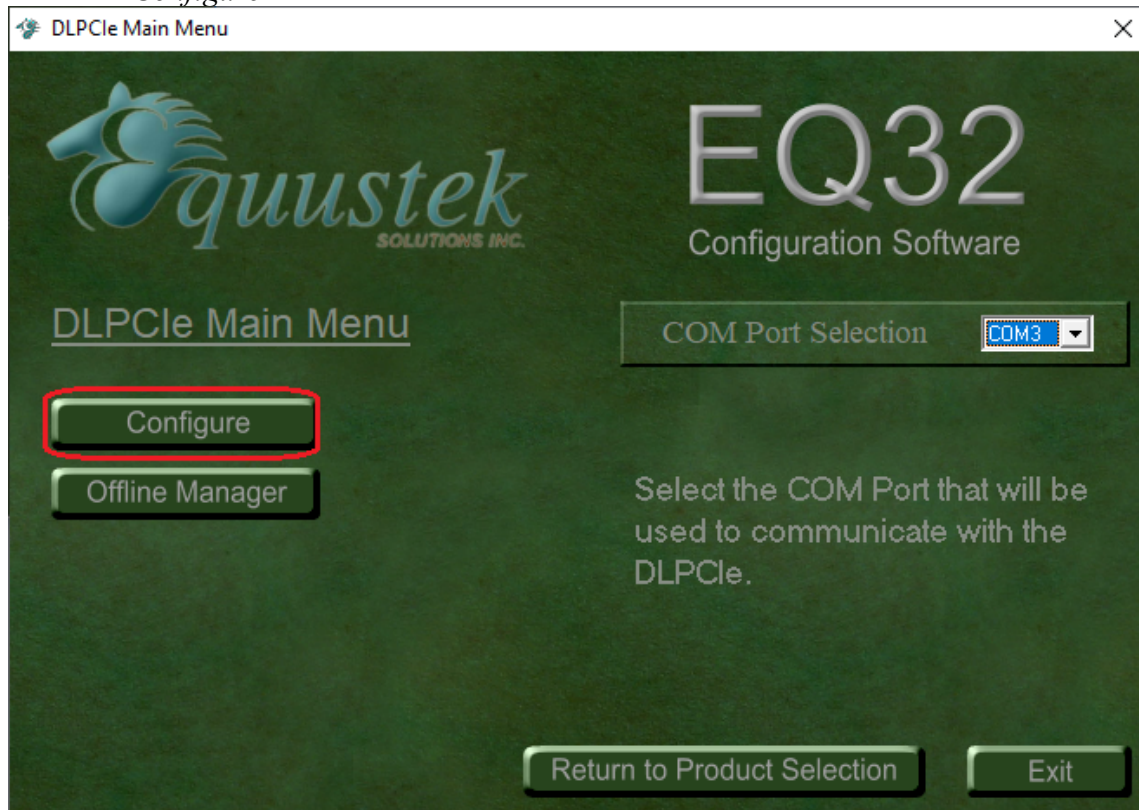 Configure
DLPCIe Main Menu
Equustek
SOLUTIONS INC.
EQ32
Configuration Software
DLPCIe Main Menu
COM Port Selection COM3
Configure
Offline Manager
Select the COM Port that will be
used to communicate with the
DLPCIe.
Return to Product Selection
Exit